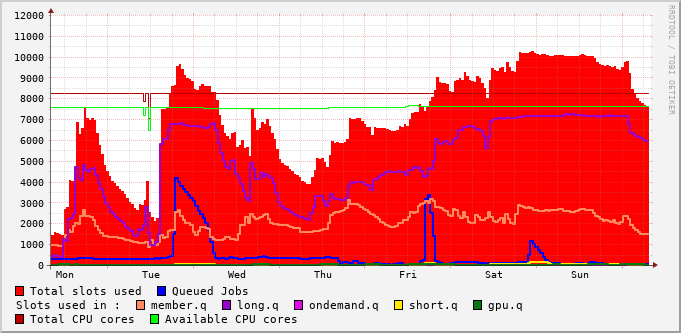 12000
11000
10000
9000
8000
7000
6000
5000
4000
3000
2000
1000
0
Mon Tue Wed Thu Fri Sat Sun
RRDTOOL / TOBI OETIKER
Total slots used Queued Jobs
Slots used in : member.q long.q ondemand.q short.q gpu.q
Total CPU cores Available CPU cores